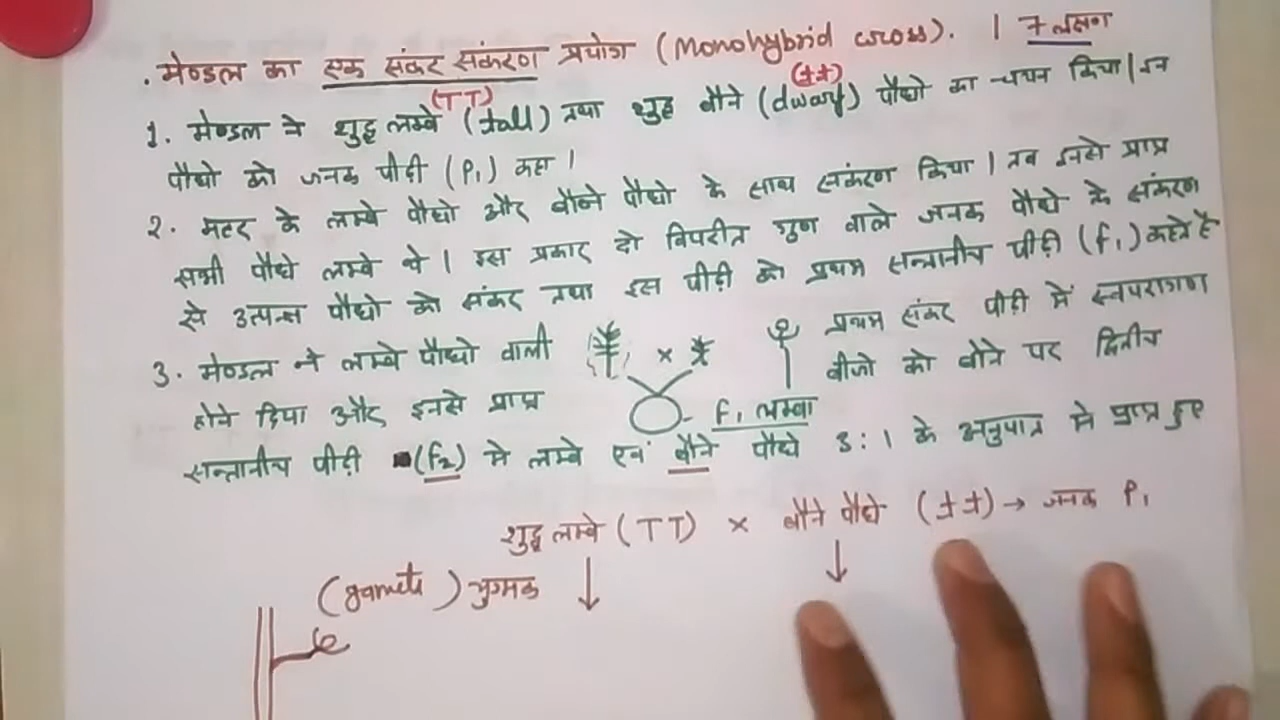 . मेण्डल का एक संकर संकरण प्रयोग (Monohybrid cross). | 7 लक्षण
(TT) (tt)
1. मेण्डल ने शुद्ध लम्बे (tall) तथा शुद्ध बौने (dwarf) पौधो का चयन किया। इन
पौधो को जनक पीढी (P₁) कहा।
2. मटर के लम्बे पौधो और बौने पौधो के साथ संकरण किया। तब इनसे प्राप्त
सभी पौधे लम्बे थे। इस प्रकार दो विपरीत गुण वाले जनक पौधे के संकरण
से उत्पन्न पौधो को संकर तथा इस पीढी को प्रथम सन्तानीय पीढी (f₁) कहते है
3. मेण्डल ने लम्बे पौधो वाली × प्रथम संकर पीढी में स्वपरागण
होने दिया और इनसे प्राप्त f₁ लम्बा बीजो को बोने पर द्वितीय
सन्तानीय पीढी (f₂) मे लम्बे एवं बौने पौधे 3:1 के अनुपात मे प्राप्त हुए
शुद्ध लम्बे (TT) × बौने पौधे (tt) → जनक P₁
(gamete) युग्मक ↓ ↓